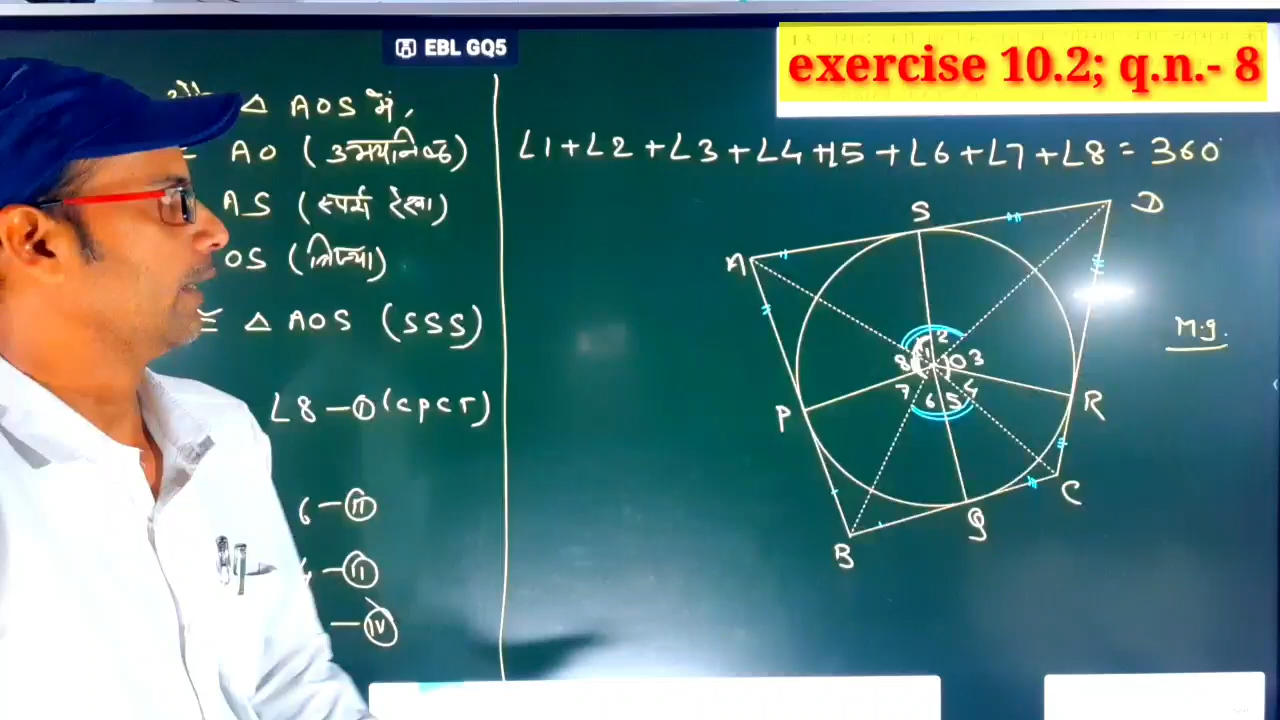 EBL GQ5
exercise 10.2; q.n.- 8
△ AOS में,
AO (उभयनिष्ठ)
AS (स्पर्श रेखा)
OS (त्रिज्या)
≅ △ AOS (SSS)
∠8 – ① (CPCT)
6 – Ⓘ Ⓘ
– Ⓘ Ⓥ
∠1 + ∠2 + ∠3 + ∠4 + ∠5 + ∠6 + ∠7 + ∠8 = 360°
S
D
A
2
8 1 O 3
7 6 5 4
P
R
C
Q
B
M.g.